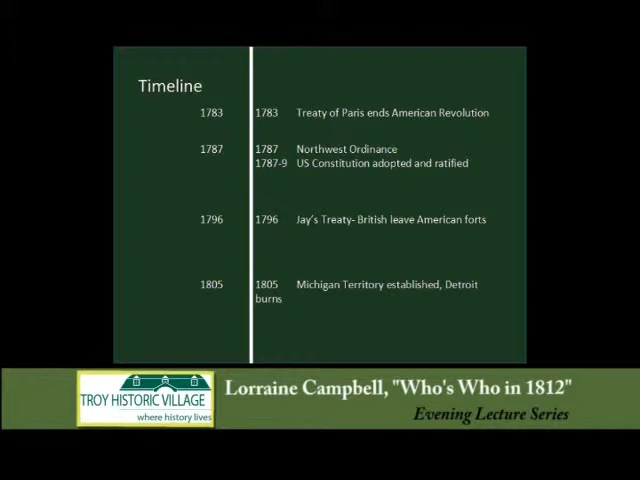 Timeline
1783 1783 Treaty of Paris ends American Revolution
1787 1787 Northwest Ordinance
1787-9 US Constitution adopted and ratified
1796 1796 Jay's Treaty- British leave American forts
1805 1805 Michigan Territory established, Detroit
burns
TROY HISTORIC VILLAGE
where history lives
Lorraine Campbell, "Who's Who in 1812"
Evening Lecture Series